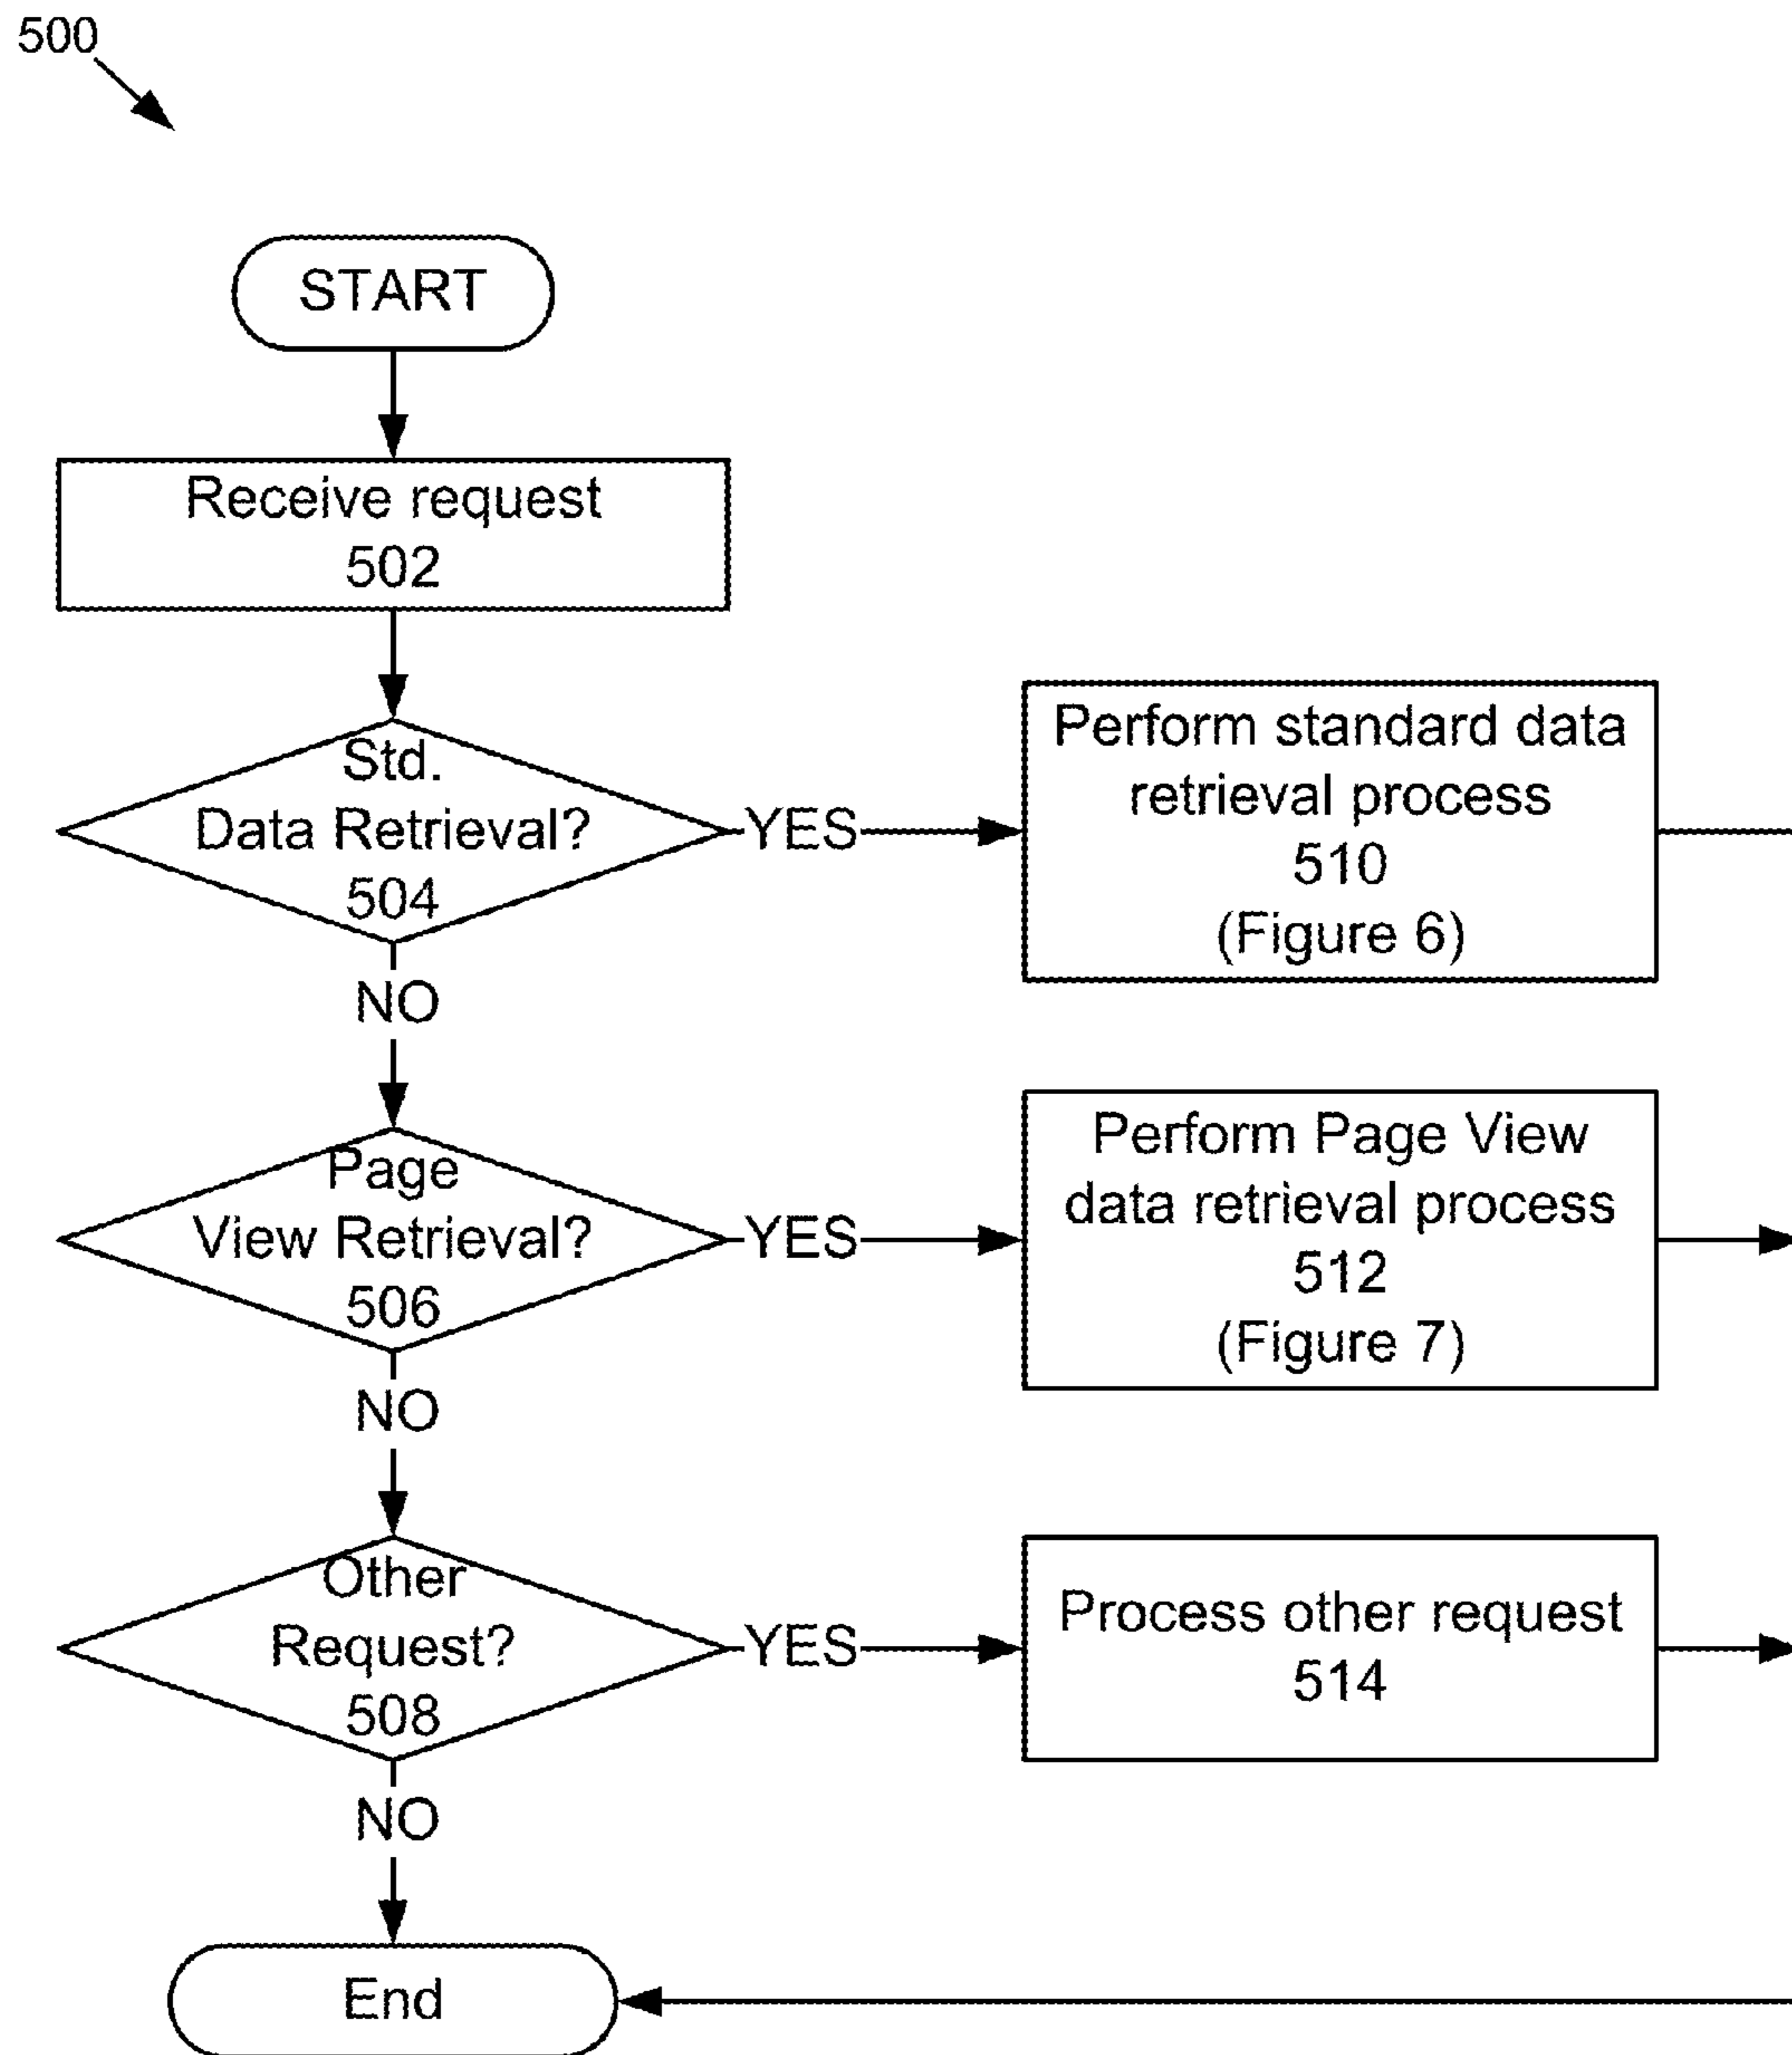 500
START
Receive request
502
Std.
Data Retrieval?
504
YES
Perform standard data
retrieval process
510
(Figure 6)
NO
Page
View Retrieval?
506
YES
Perform Page View
data retrieval process
512
(Figure 7)
NO
Other
Request?
508
YES
Process other request
514
NO
End